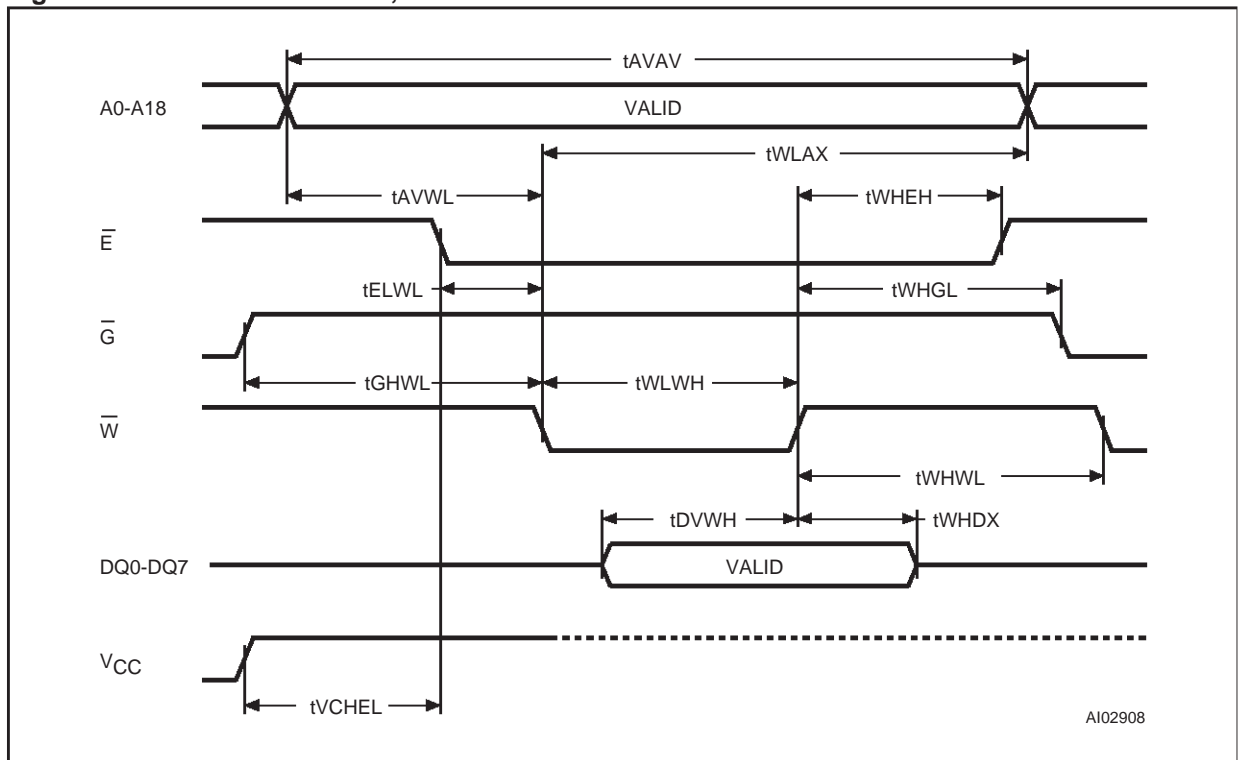 tAVAV
A0-A18
VALID
tWLAX
tAVWL
tWHEH
E
tELWL
tWHGL
G
tGHWL
tWLWH
W
tWHWL
tDVWH
tWHDX
DQ0-DQ7
VALID
VCC
tVCHEL
AI02908